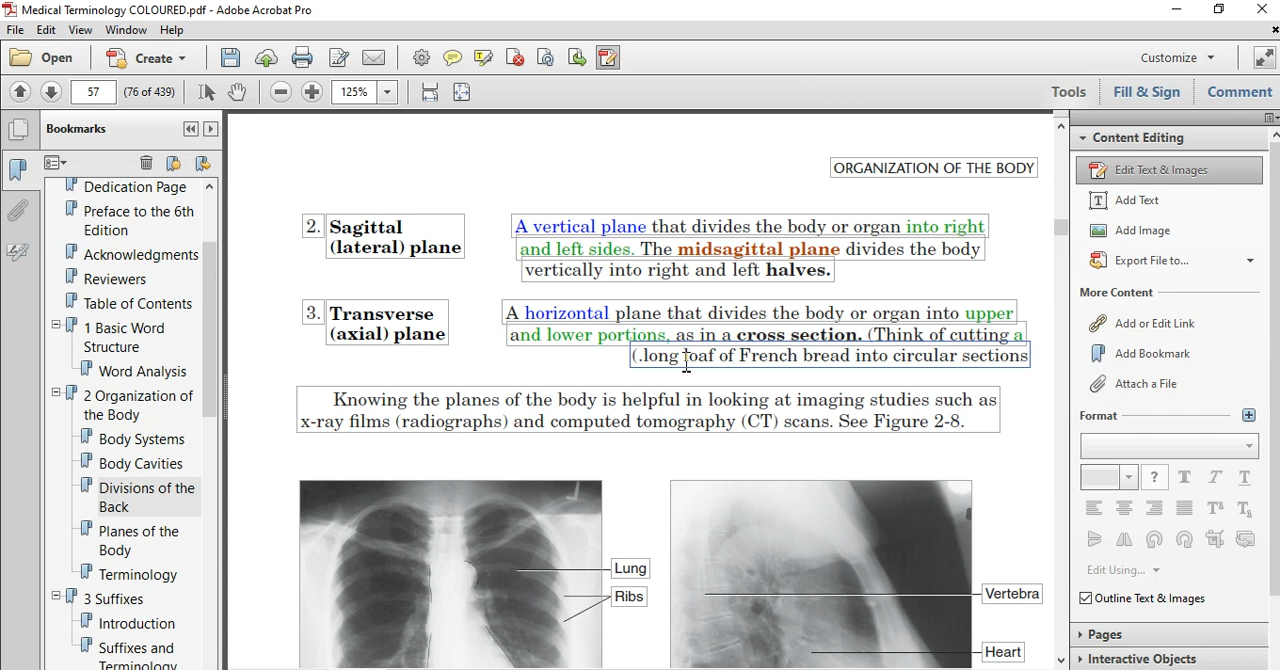 Medical Terminology COLOURED.pdf - Adobe Acrobat Pro
File Edit View Window Help
Open Create Customize
57 (76 of 439) 125% Tools Fill & Sign Comment
Bookmarks
Dedication Page
Preface to the 6th
Edition
Acknowledgments
Reviewers
Table of Contents
1 Basic Word
Structure
Word Analysis
2 Organization of
the Body
Body Systems
Body Cavities
Divisions of the
Back
Planes of the
Body
Terminology
3 Suffixes
Introduction
Suffixes and
Terminology
ORGANIZATION OF THE BODY
2. Sagittal
(lateral) plane
A vertical plane that divides the body or organ into right
and left sides. The midsagittal plane divides the body
vertically into right and left halves.
3. Transverse
(axial) plane
A horizontal plane that divides the body or organ into upper
and lower portions, as in a cross section. (Think of cutting a
(.long loaf of French bread into circular sections
Knowing the planes of the body is helpful in looking at imaging studies such as
x-ray films (radiographs) and computed tomography (CT) scans. See Figure 2-8.
Lung
Ribs
Vertebra
Heart
Content Editing
Edit Text & Images
Add Text
Add Image
Export File to...
More Content
Add or Edit Link
Add Bookmark
Attach a File
Format
Edit Using...
Outline Text & Images
Pages
Interactive Objects